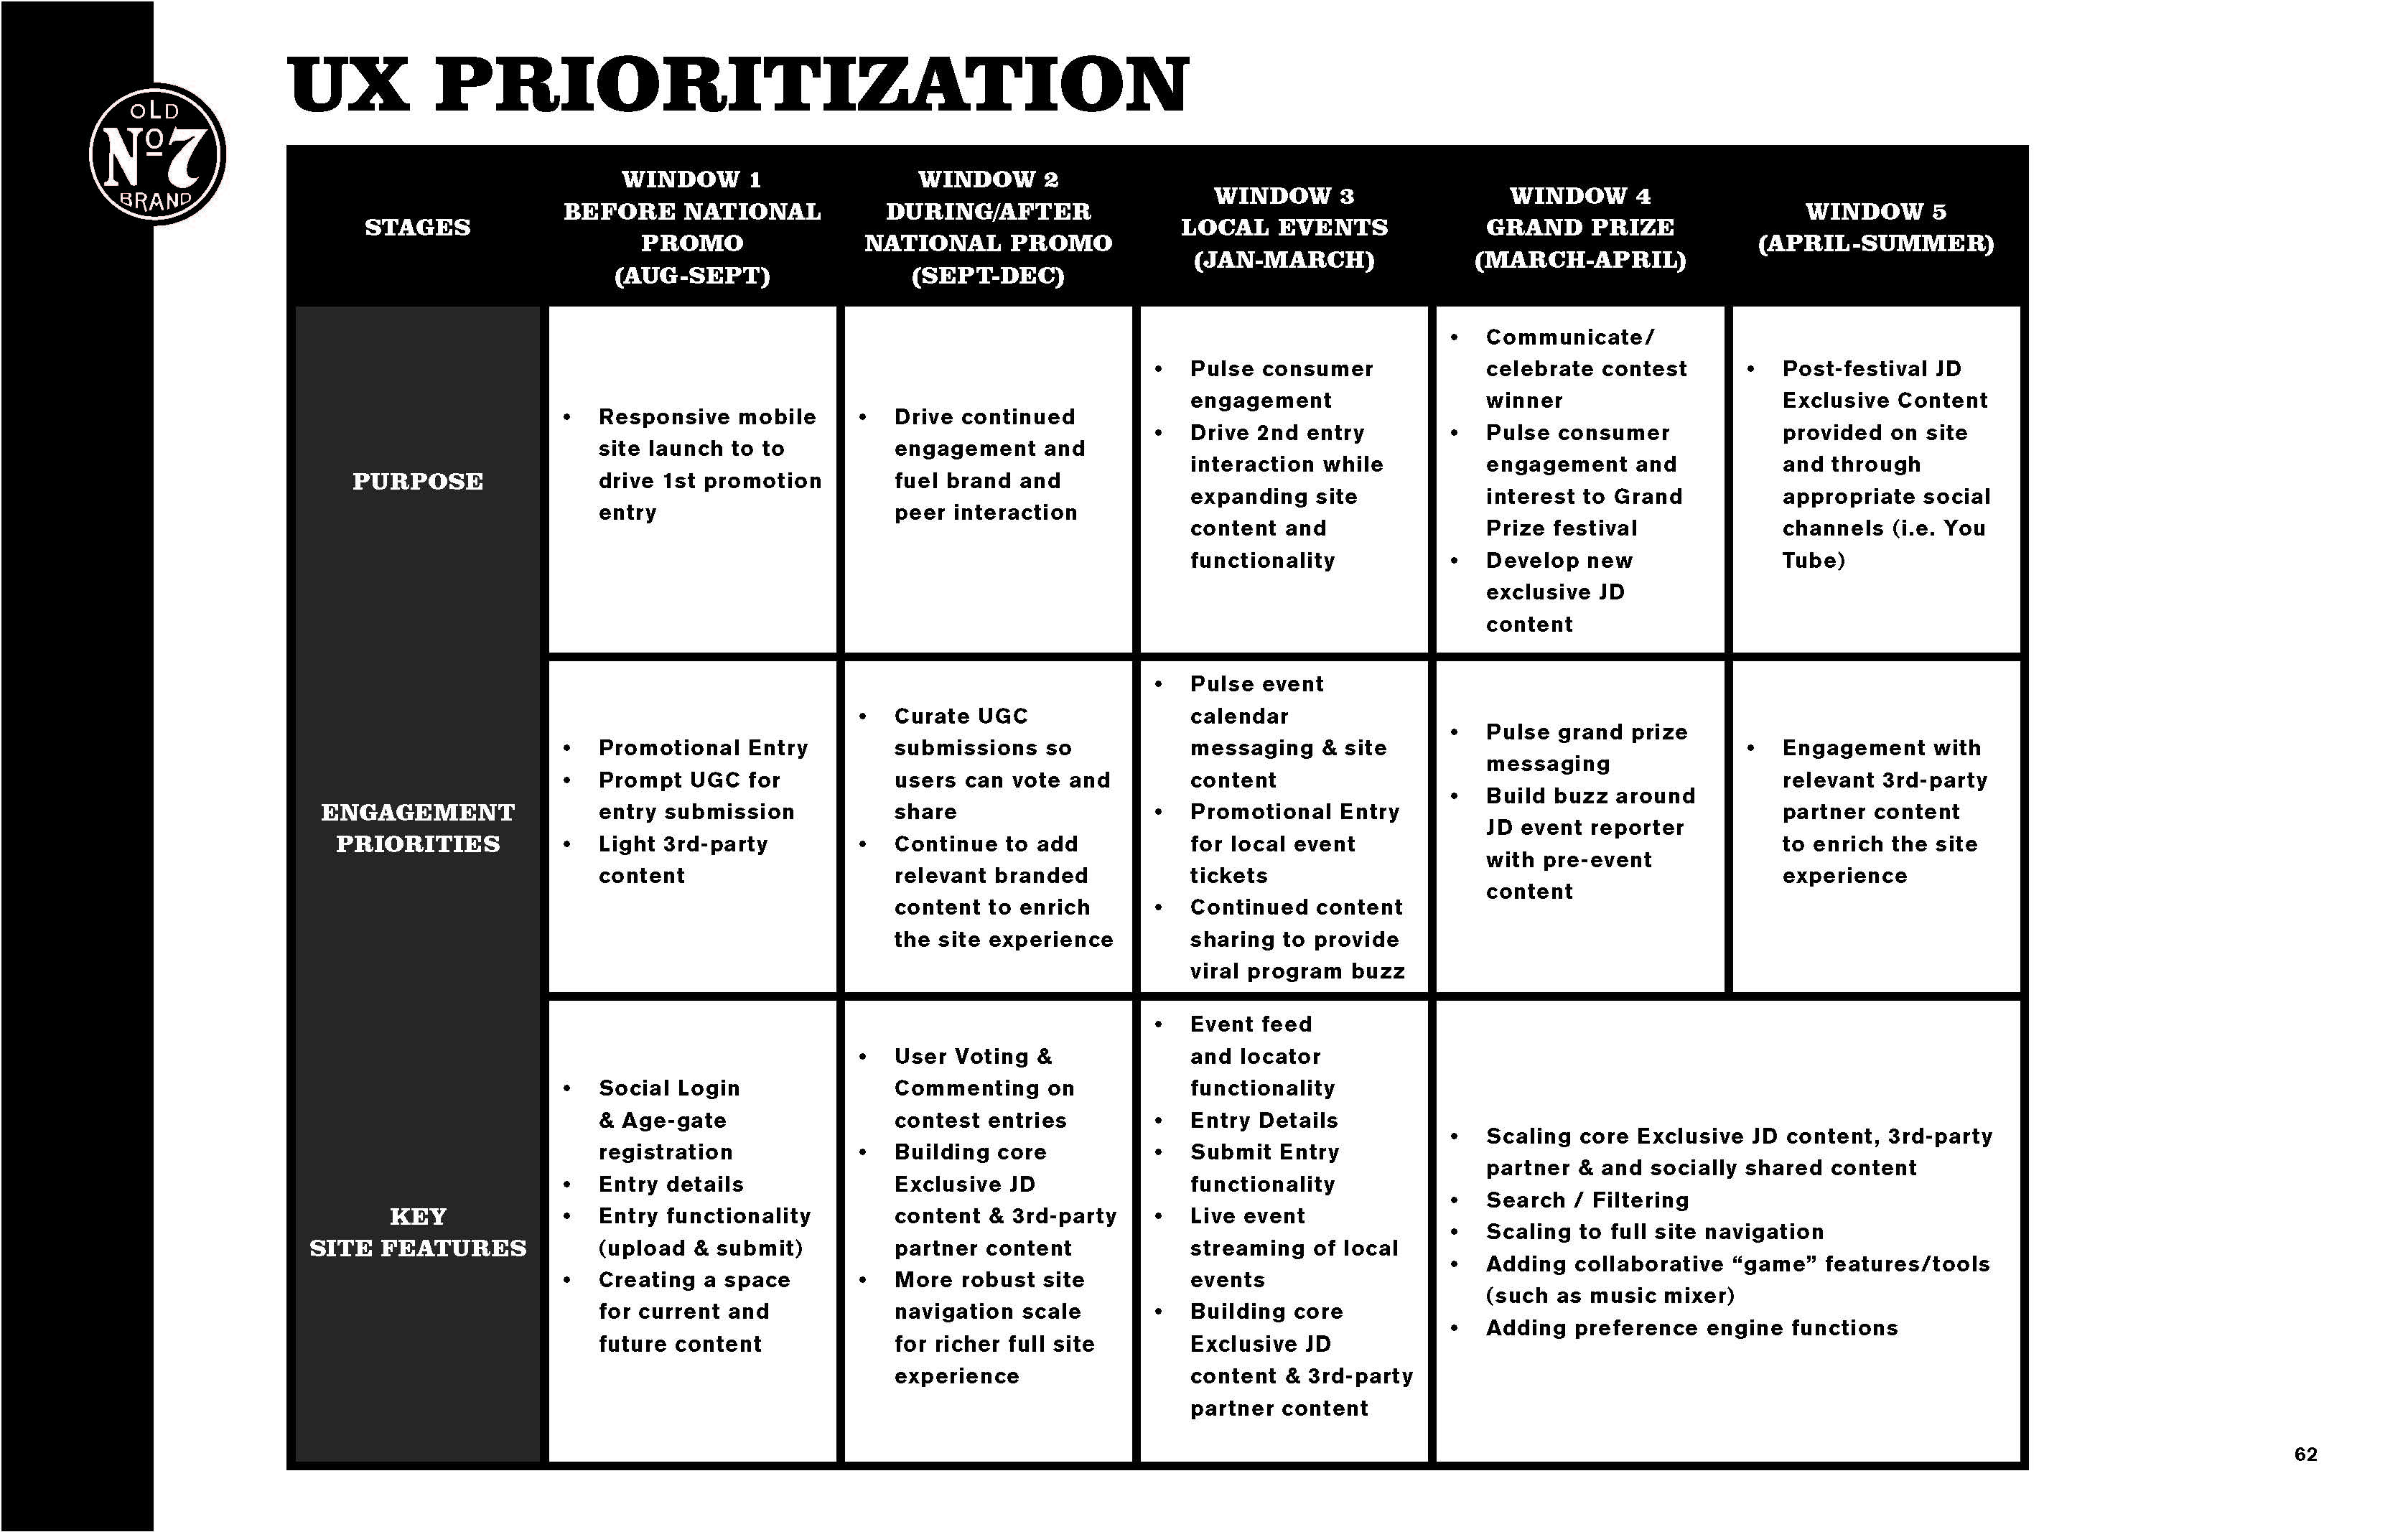 UX PRIORITIZATION
OLD
Nº7
BRAND
STAGES
WINDOW 1
BEFORE NATIONAL
PROMO
(AUG-SEPT)
WINDOW 2
DURING/AFTER
NATIONAL PROMO
(SEPT-DEC)
WINDOW 3
LOCAL EVENTS
(JAN-MARCH)
WINDOW 4
GRAND PRIZE
(MARCH-APRIL)
WINDOW 5
(APRIL-SUMMER)
PURPOSE
• Responsive mobile
site launch to to
drive 1st promotion
entry
• Drive continued
engagement and
fuel brand and
peer interaction
• Pulse consumer
engagement
• Drive 2nd entry
interaction while
expanding site
content and
functionality
• Communicate/
celebrate contest
winner
• Pulse consumer
engagement and
interest to Grand
Prize festival
• Develop new
exclusive JD
content
• Post-festival JD
Exclusive Content
provided on site
and through
appropriate social
channels (i.e. You
Tube)
ENGAGEMENT
PRIORITIES
• Promotional Entry
• Prompt UGC for
entry submission
• Light 3rd-party
content
• Curate UGC
submissions so
users can vote and
share
• Continue to add
relevant branded
content to enrich
the site experience
• Pulse event
calendar
messaging & site
content
• Promotional Entry
for local event
tickets
• Continued content
sharing to provide
viral program buzz
• Pulse grand prize
messaging
• Build buzz around
JD event reporter
with pre-event
content
• Engagement with
relevant 3rd-party
partner content
to enrich the site
experience
KEY
SITE FEATURES
• Social Login
& Age-gate
registration
• Entry details
• Entry functionality
(upload & submit)
• Creating a space
for current and
future content
• User Voting &
Commenting on
contest entries
• Building core
Exclusive JD
content & 3rd-party
partner content
• More robust site
navigation scale
for richer full site
experience
• Event feed
and locator
functionality
• Entry Details
• Submit Entry
functionality
• Live event
streaming of local
events
• Building core
Exclusive JD
content & 3rd-party
partner content
• Scaling core Exclusive JD content, 3rd-party
partner & and socially shared content
• Search / Filtering
• Scaling to full site navigation
• Adding collaborative “game” features/tools
(such as music mixer)
• Adding preference engine functions
62